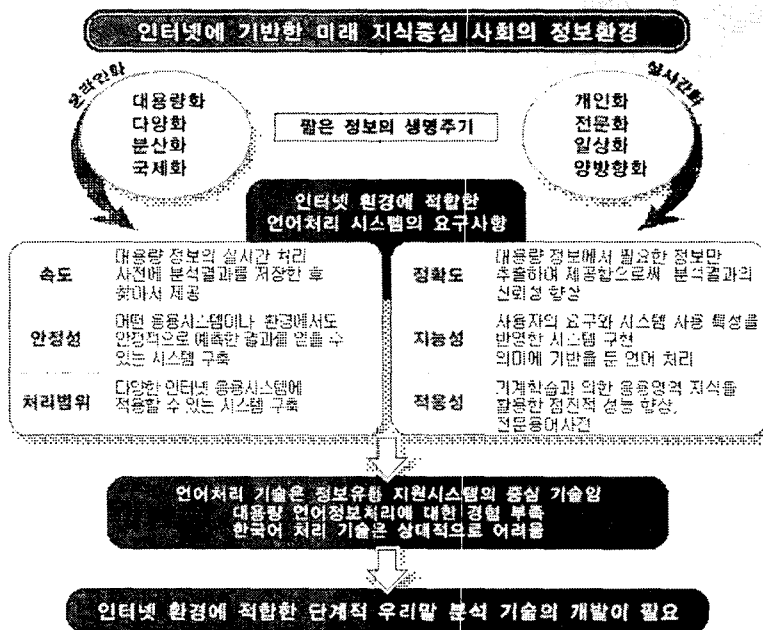 인터넷에 기반한 미래 지식중심 사회의 정보환경
온라인화
실시간화
대용량화
다양화
분산화
국제화
짧은 정보의 생명주기
개인화
전문화
일상화
양방향화
인터넷 환경에 적합한
언어처리 시스템의 요구사항
속도
대용량 정보의 실시간 처리
사전에 분석결과를 저장한 후
찾아서 제공
안정성
어떤 응용시스템이나 환경에서도
안정적으로 예측한 결과를 얻을 수
있는 시스템 구축
처리범위
다양한 인터넷 응용시스템에
적용할 수 있는 시스템 구축
정확도
대용량 정보에서 필요한 정보만
추출하여 제공함으로써 분석결과의
신뢰성 향상
지능성
사용자의 요구와 시스템 사용 특성을
반영한 시스템 구현
의미에 기반을 둔 언어 처리
적응성
기계학습과 의한 응용영역 지식을
활용한 점진적 성능 향상,
전문용어사전
언어처리 기술은 정보유환 지원시스템의 중심 기술임
대용량 언어정보처리에 대한 경험 부족
한국어 처리 기술은 상대적으로 어려움
인터넷 환경에 적합한 단계적 우리말 분석 기술의 개발이 필요